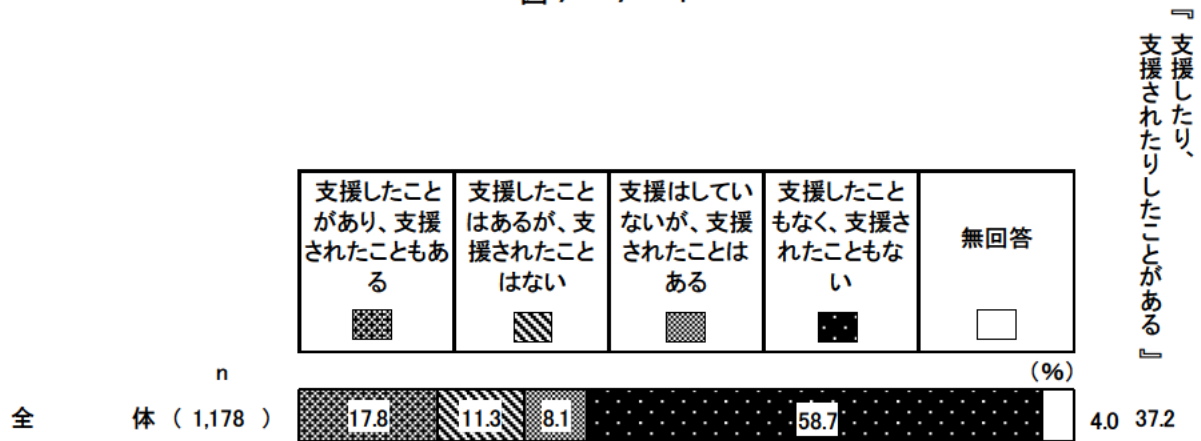 『支援したり、
支援されたりしたことがある』
支援したこと
があり、支援
されたこともあ
る
支援したこと
はあるが、支
援されたこと
はない
支援はしてい
ないが、支援
されたことは
ある
支援したこと
もなく、支援さ
れたこともな
い
無回答
n
(%)
全 体 ( 1,178 ) 17.8 11.3 8.1 58.7 4.0 37.2